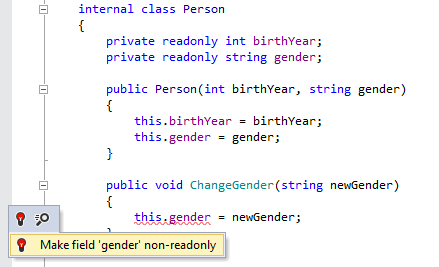 internal class Person
{
private readonly int birthYear;
private readonly string gender;
public Person(int birthYear, string gender)
{
this.birthYear = birthYear;
this.gender = gender;
}
public void ChangeGender(string newGender)
{
this.gender = newGender;
Make field 'gender' non-readonly